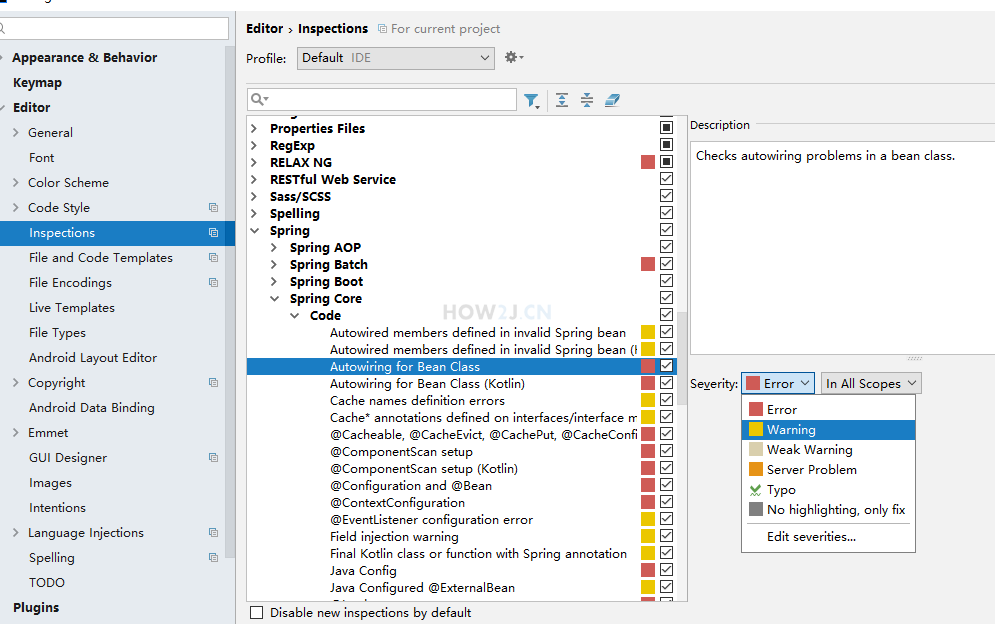 Editor › Inspections For current project
Profile: Default IDE
Appearance & Behavior
Keymap
Editor
General
Font
Color Scheme
Code Style
Inspections
File and Code Templates
File Encodings
Live Templates
File Types
Android Layout Editor
Copyright
Android Data Binding
Emmet
GUI Designer
Images
Intentions
Language Injections
Spelling
TODO
Plugins
Properties Files
RegExp
RELAX NG
RESTful Web Service
Sass/SCSS
Spelling
Spring
Spring AOP
Spring Batch
Spring Boot
Spring Core
Code
Autowired members defined in invalid Spring bean
Autowired members defined in invalid Spring bean (
Autowiring for Bean Class
Autowiring for Bean Class (Kotlin)
Cache names definition errors
Cache* annotations defined on interfaces/interface m
@Cacheable, @CacheEvict, @CachePut, @CacheConfi
@ComponentScan setup
@ComponentScan setup (Kotlin)
@Configuration and @Bean
@ContextConfiguration
@EventListener configuration error
Field injection warning
Final Kotlin class or function with Spring annotation
Java Config
Java Configured @ExternalBean
Disable new inspections by default
HOW2J.CN
Description
Checks autowiring problems in a bean class.
Severity: Error In All Scopes
Error
Warning
Weak Warning
Server Problem
Typo
No highlighting, only fix
Edit severities...